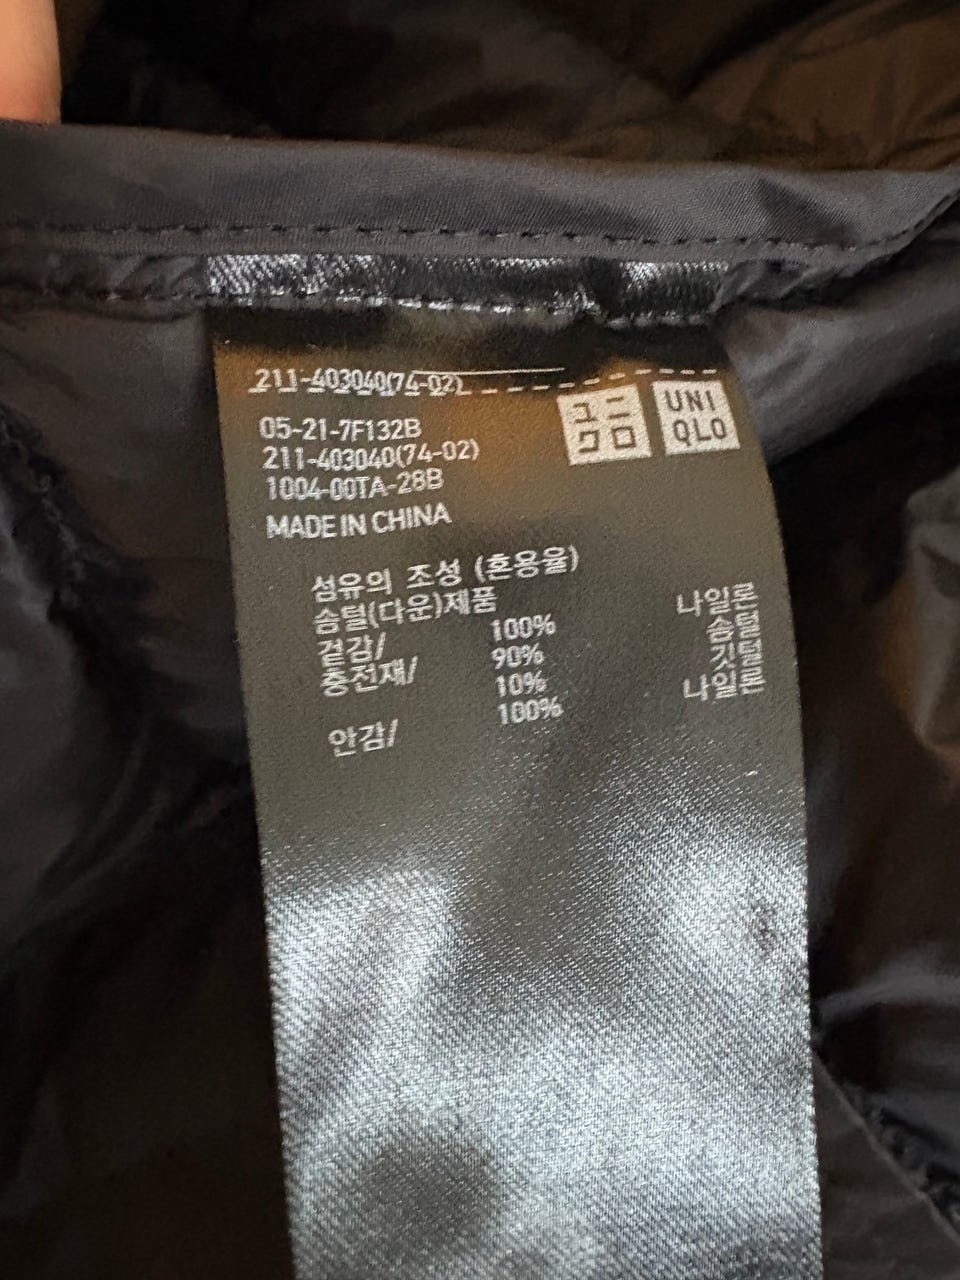 211-403040(74-02)
05-21-7F132B
211-403040(74-02)
1004-00TA-28B
MADE IN CHINA
ユニ
クロ
UNI
QLO
섬유의 조성 (혼용율)
솜털(다운)제품
겉감/ 100% 나일론
충전재/ 90% 솜털
10% 깃털
안감/ 100% 나일론